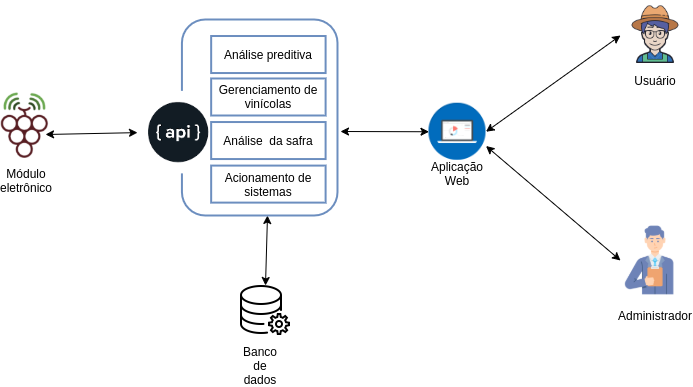 Análise preditiva
Gerenciamento de
vinícolas
Análise da safra
Acionamento de
sistemas
{api}
Módulo
eletrônico
Aplicação
Web
Usuário
Administrador
Banco
de
dados